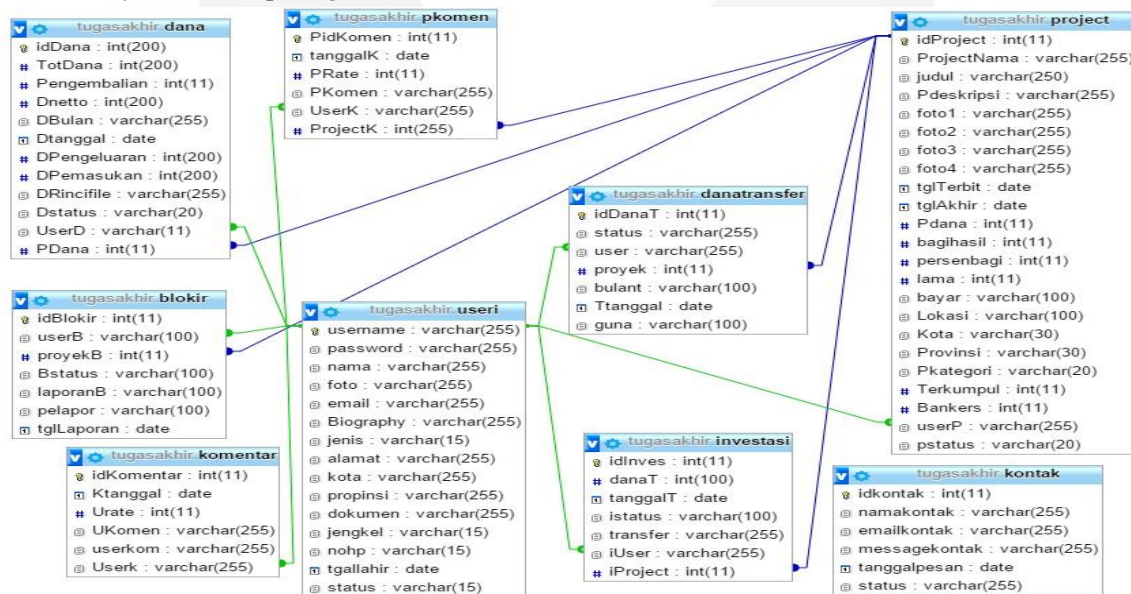 tugasakhir dana
idDana : int(200)
TotDana : int(200)
Pengembalian : int(11)
Dnetto : int(200)
DBulan : varchar(255)
Dtanggal : date
DPengeluaran : int(200)
DPemasukan : int(200)
DRincifile : varchar(255)
Dstatus : varchar(20)
UserD : varchar(11)
PDana : int(11)
tugasakhir pkomen
PidKomen : int(11)
tanggalK : date
PRate : int(11)
PKomen : varchar(255)
UserK : varchar(255)
ProjectK : int(255)
tugasakhir project
idProject : int(11)
ProjectNama : varchar(255)
judul : varchar(250)
Pdeskripsi : varchar(255)
foto1 : varchar(255)
foto2 : varchar(255)
foto3 : varchar(255)
foto4 : varchar(255)
tglTerbit : date
tglAkhir : date
Pdana : int(11)
bagihasil : int(11)
persenbagi : int(11)
lama : int(11)
bayar : varchar(100)
Lokasi : varchar(100)
Kota : varchar(30)
Provinsi : varchar(30)
Pkategori : varchar(20)
Terkumpul : int(11)
Bankers : int(11)
userP : varchar(255)
pstatus : varchar(20)
tugasakhir danatransfer
idDanaT : int(11)
status : varchar(255)
user : varchar(255)
proyek : int(11)
bulant : varchar(100)
Ttanggal : date
guna : varchar(100)
tugasakhir blokir
idBlokir : int(11)
userB : varchar(100)
proyekB : int(11)
Bstatus : varchar(100)
laporanB : varchar(100)
pelapor : varchar(100)
tglLaporan : date
tugasakhir useri
username : varchar(255)
password : varchar(255)
nama : varchar(255)
foto : varchar(255)
email : varchar(255)
Biography : varchar(255)
jenis : varchar(15)
alamat : varchar(255)
kota : varchar(255)
propinsi : varchar(255)
dokumen : varchar(255)
jengkel : varchar(15)
nohp : varchar(15)
tgallahir : date
status : varchar(15)
tugasakhir komentar
idKomentar : int(11)
Ktanggal : date
Urate : int(11)
UKomen : varchar(255)
userkom : varchar(255)
Userk : varchar(255)
tugasakhir investasi
idInves : int(11)
danaT : int(100)
tanggalT : date
istatus : varchar(100)
transfer : varchar(255)
iUser : varchar(255)
iProject : int(11)
tugasakhir kontak
idkontak : int(11)
namakontak : varchar(255)
emailkontak : varchar(255)
messagekontak : varchar(255)
tanggalpesan : date
status : varchar(255)